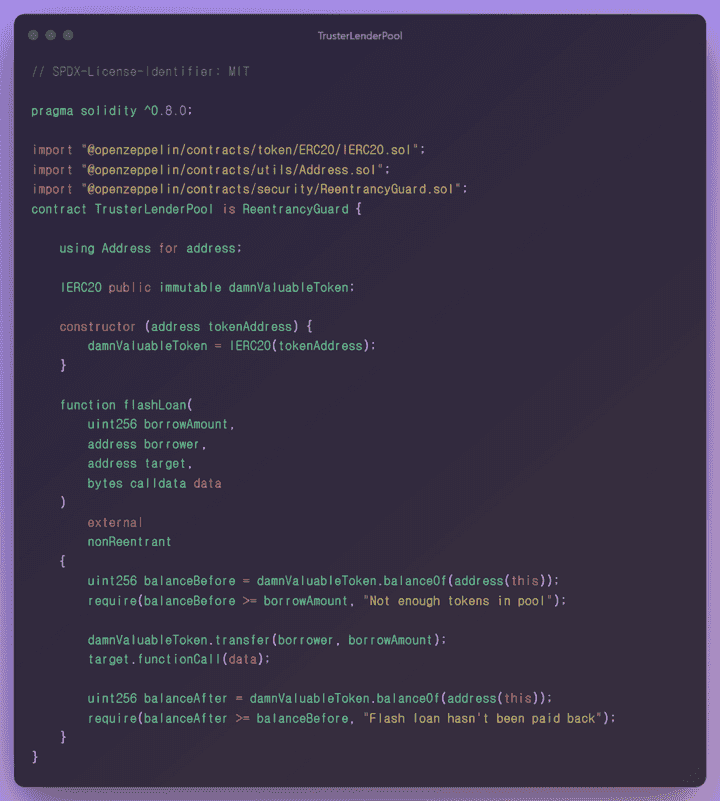 TrusterLenderPool
// SPDX-License-Identifier: MIT
pragma solidity ^0.8.0;
import "@openzeppelin/contracts/token/ERC20/IERC20.sol";
import "@openzeppelin/contracts/utils/Address.sol";
import "@openzeppelin/contracts/security/ReentrancyGuard.sol";
contract TrusterLenderPool is ReentrancyGuard {
using Address for address;
IERC20 public immutable damnValuableToken;
constructor (address tokenAddress) {
damnValuableToken = IERC20(tokenAddress);
}
function flashLoan(
uint256 borrowAmount,
address borrower,
address target,
bytes calldata data
)
external
nonReentrant
{
uint256 balanceBefore = damnValuableToken.balanceOf(address(this));
require(balanceBefore >= borrowAmount, "Not enough tokens in pool");
damnValuableToken.transfer(borrower, borrowAmount);
target.functionCall(data);
uint256 balanceAfter = damnValuableToken.balanceOf(address(this));
require(balanceAfter >= balanceBefore, "Flash loan hasn't been paid back");
}
}